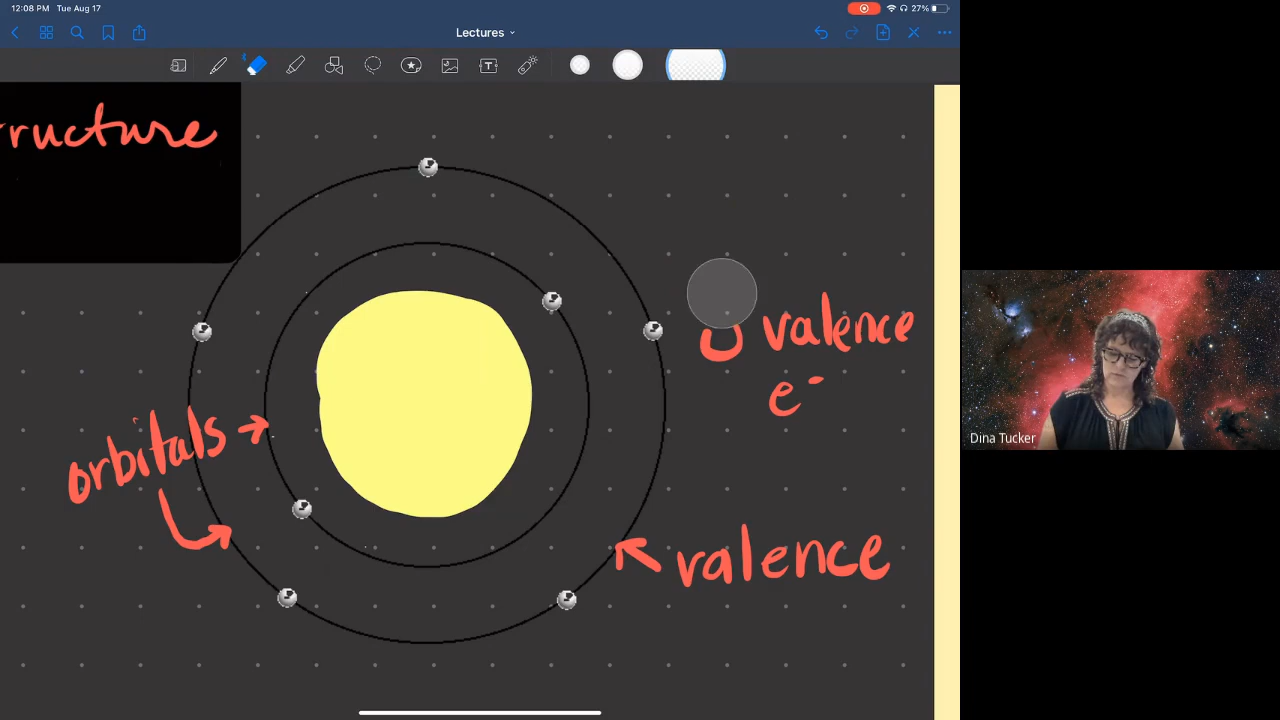 12:08 PM Tue Aug 17
27%
Lectures
ructure
valence
e⁻
orbitals
valence
Dina Tucker